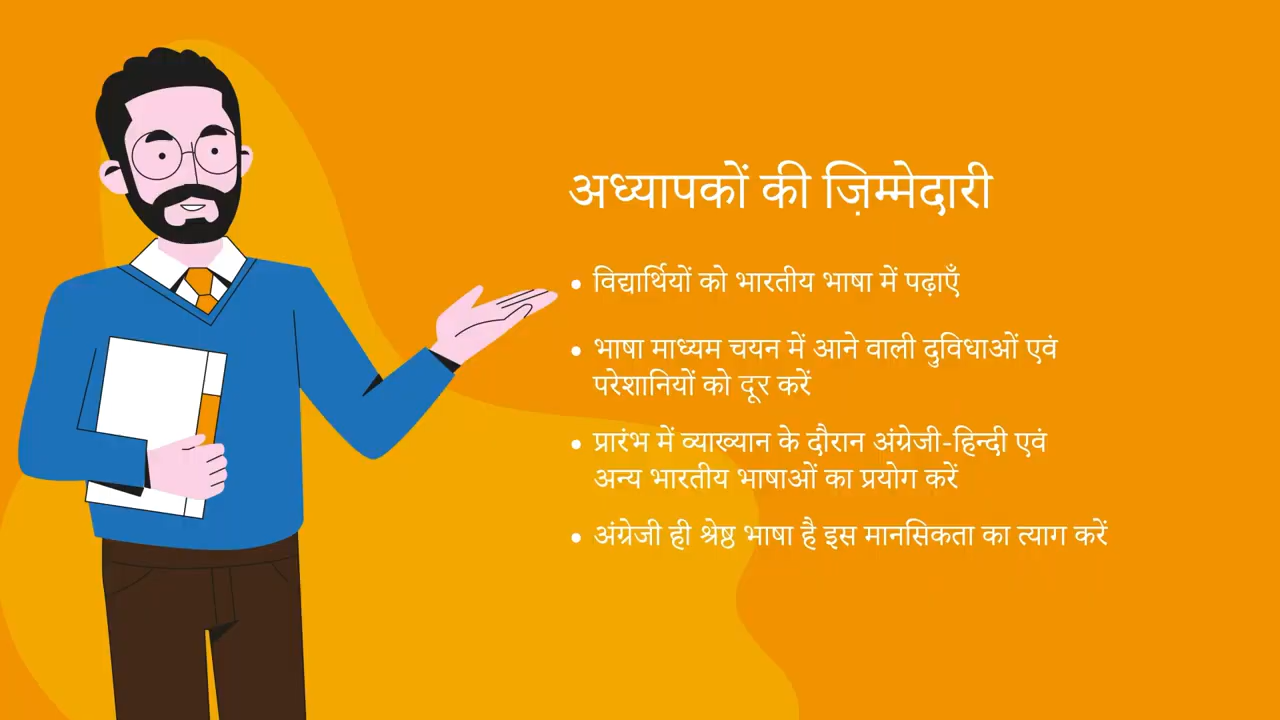 अध्यापकों की ज़िम्मेदारी
• विद्यार्थियों को भारतीय भाषा में पढ़ाएँ
• भाषा माध्यम चयन में आने वाली दुविधाओं एवं
परेशानियों को दूर करें
• प्रारंभ में व्याख्यान के दौरान अंग्रेजी-हिन्दी एवं
अन्य भारतीय भाषाओं का प्रयोग करें
• अंग्रेजी ही श्रेष्ठ भाषा है इस मानसिकता का त्याग करें